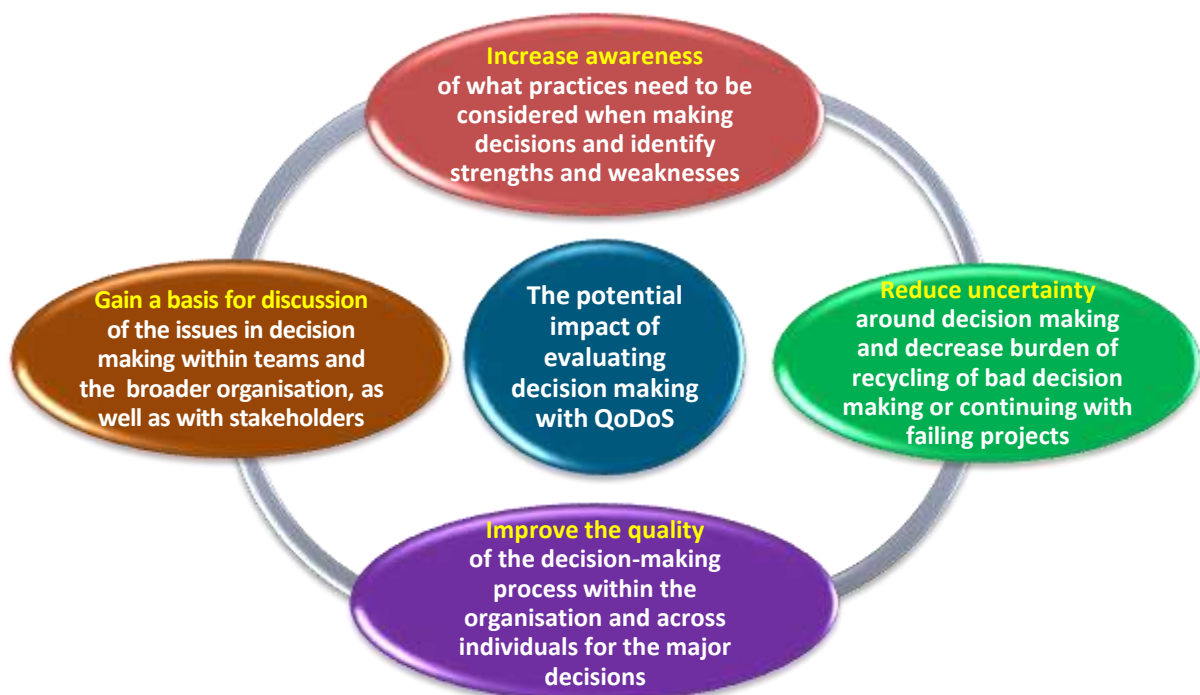 Increase awareness
of what practices need to be
considered when making
decisions and identify
strengths and weaknesses
Gain a basis for discussion
of the issues in decision
making within teams and
the broader organisation, as
well as with stakeholders
The potential
impact of
evaluating
decision making
with QoDoS
Reduce uncertainty
around decision making
and decrease burden of
recycling of bad decision
making or continuing with
failing projects
Improve the quality
of the decision-making
process within the
organisation and across
individuals for the major
decisions